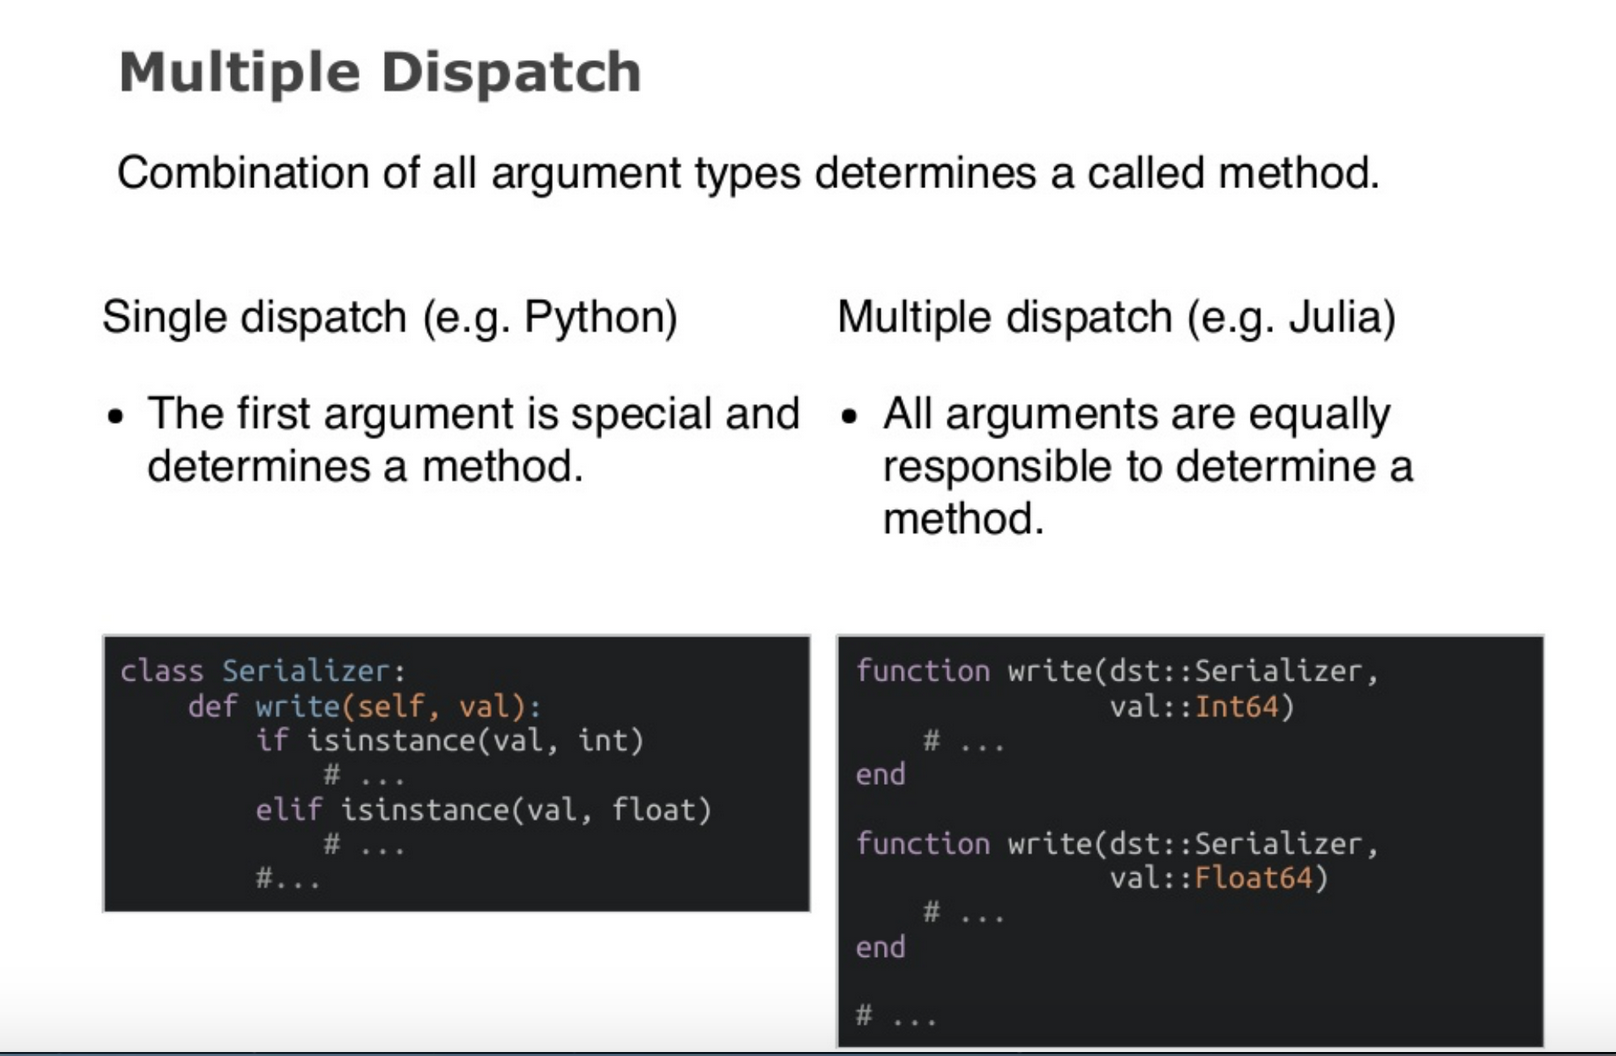 Multiple Dispatch
Combination of all argument types determines a called method.
Single dispatch (e.g. Python)
• The first argument is special and
determines a method.
class Serializer:
    def write(self, val):
        if isinstance(val, int)
            # ...
        elif isinstance(val, float)
            # ...
        #...
Multiple dispatch (e.g. Julia)
• All arguments are equally
responsible to determine a
method.
function write(dst::Serializer,
               val::Int64)
    # ...
end

function write(dst::Serializer,
               val::Float64)
    # ...
end

# ...